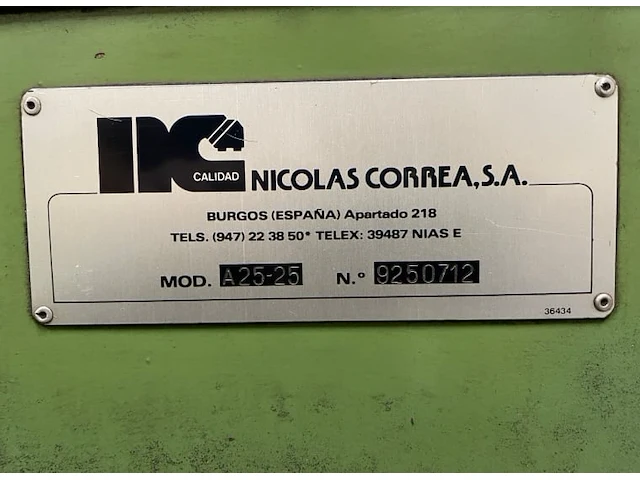 NC
CALIDAD
NICOLAS CORREA, S.A.
BURGOS (ESPAÑA) Apartado 218
TELS. (947) 22 38 50* TELEX: 39487 NIAS E
MOD. A25-25 N.º 9250712
36434